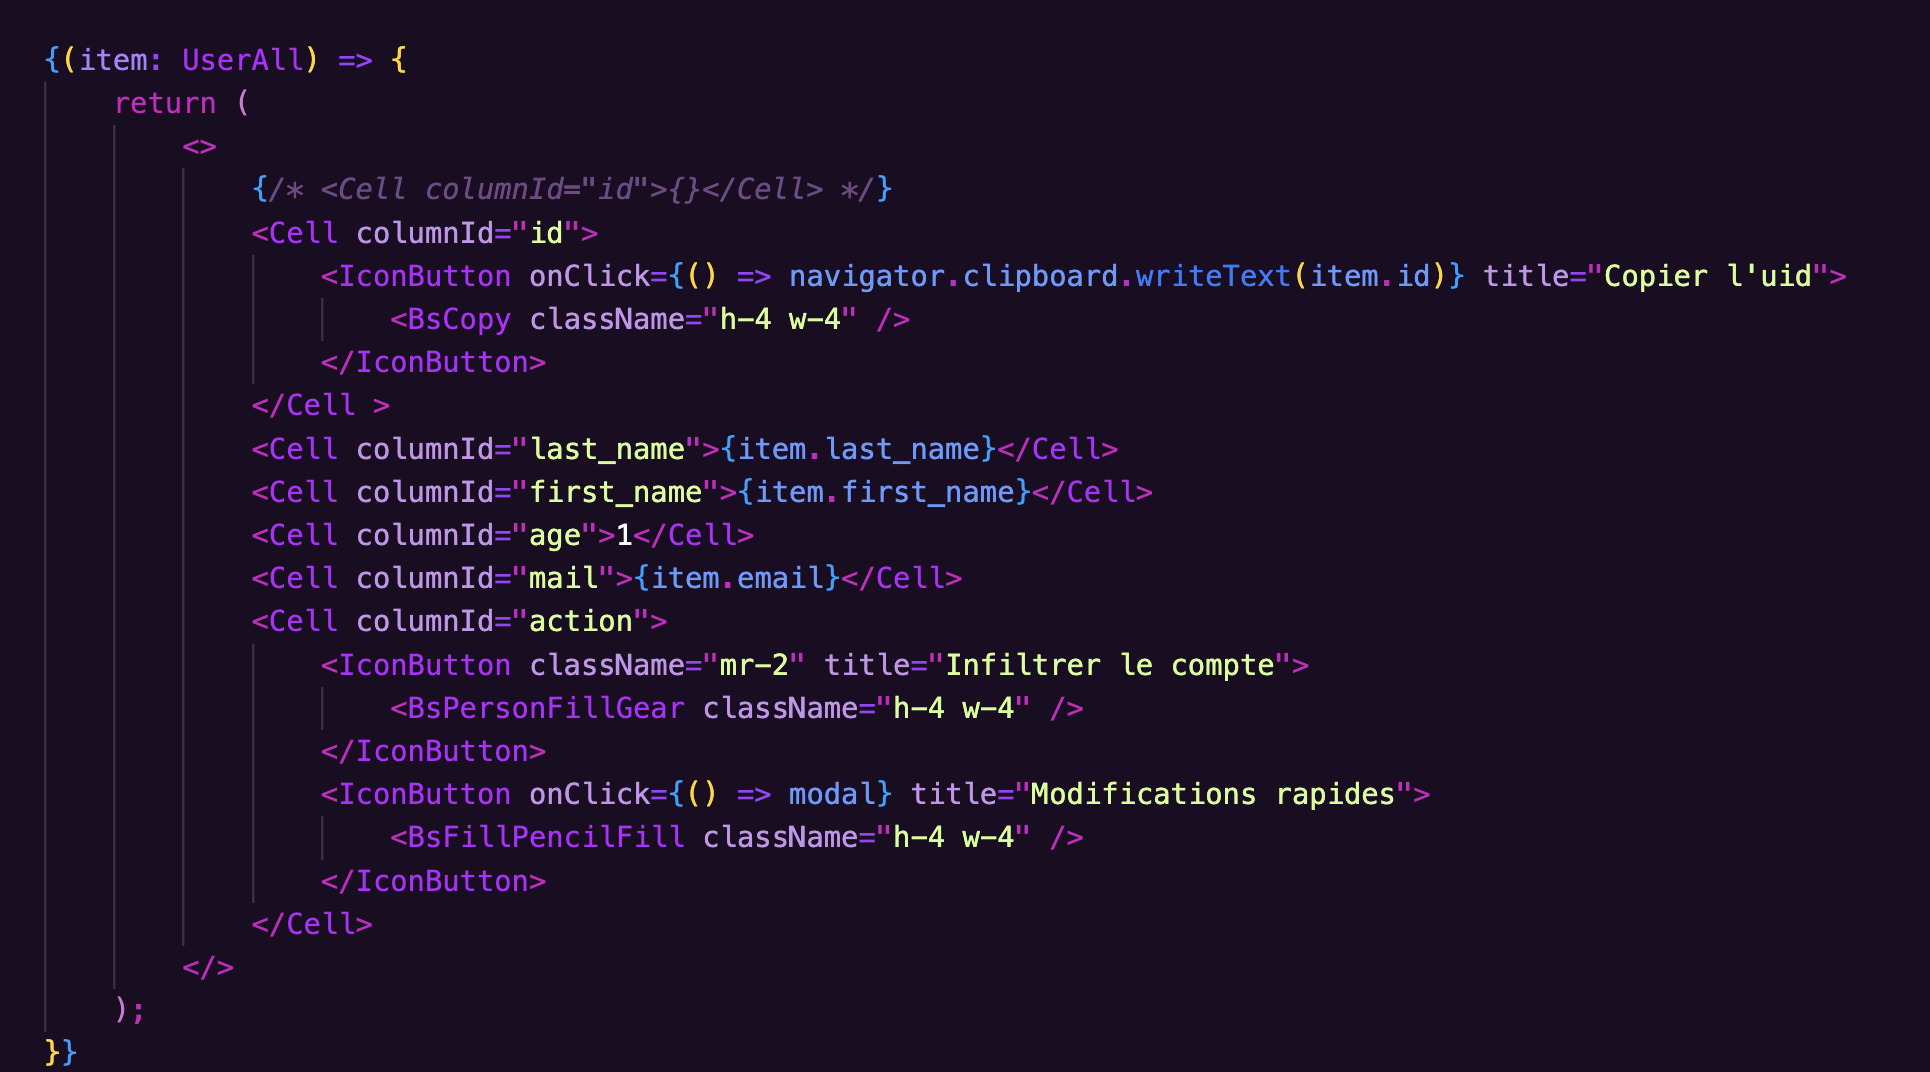 {(item: UserAll) => {
return (
<>
{/* <Cell columnId="id">{}</Cell> */}
<Cell columnId="id">
<IconButton onClick={() => navigator.clipboard.writeText(item.id)} title="Copier l'uid">
<BsCopy className="h-4 w-4" />
</IconButton>
</Cell >
<Cell columnId="last_name">{item.last_name}</Cell>
<Cell columnId="first_name">{item.first_name}</Cell>
<Cell columnId="age">1</Cell>
<Cell columnId="mail">{item.email}</Cell>
<Cell columnId="action">
<IconButton className="mr-2" title="Infiltrer le compte">
<BsPersonFillGear className="h-4 w-4" />
</IconButton>
<IconButton onClick={() => modal} title="Modifications rapides">
<BsFillPencilFill className="h-4 w-4" />
</IconButton>
</Cell>
</>
);
}}